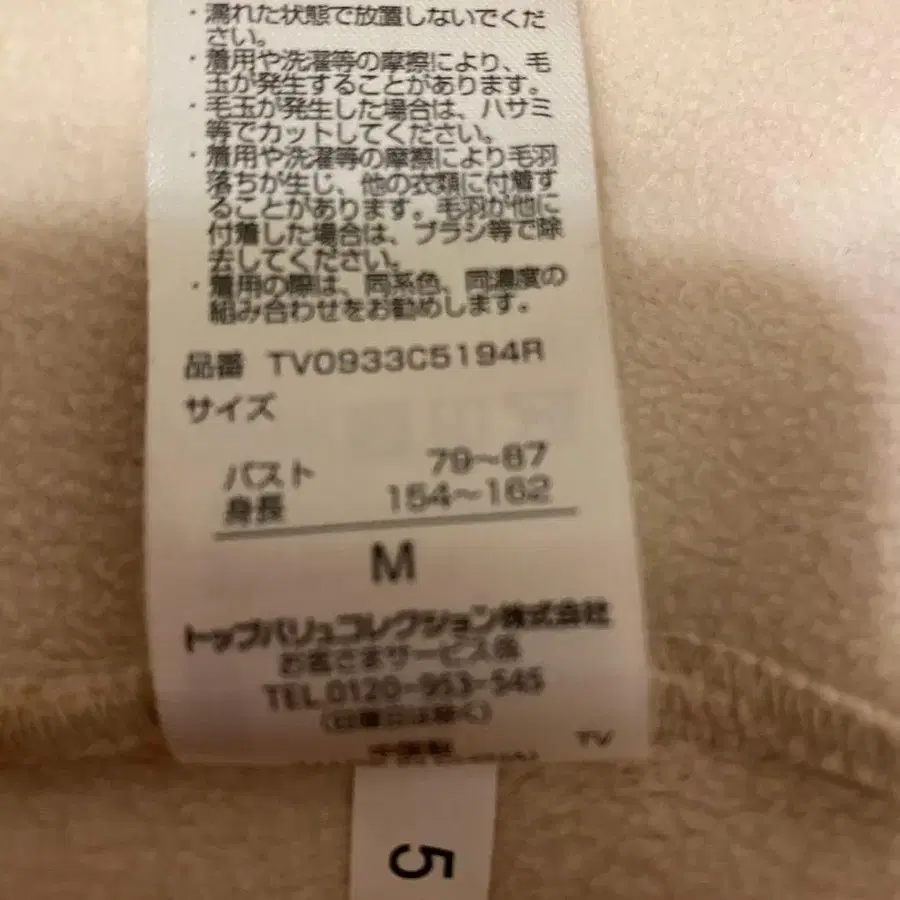 ・濡れた状態で放置しないでくだ
さい。
・着用や洗濯等の摩擦により、毛
玉が発生することがあります。
・毛玉が発生した場合は、ハサミ
等でカットしてください。
・着用や洗濯等の摩擦により毛羽
落ちが生じ、他の衣類に付着す
ることがあります。毛羽が他に
付着した場合は、ブラシ等で除
去してください。
・着用の際は、同系色、同濃度の
組み合わせをお勧めします。
品番 TV0933C5194R
サイズ
バスト 79〜87
身長 154〜162
M
トップバリュコレクション株式会社
お客さまサービス係
TEL.0120-953-545
(日曜日は除く)
中国製 TV
5